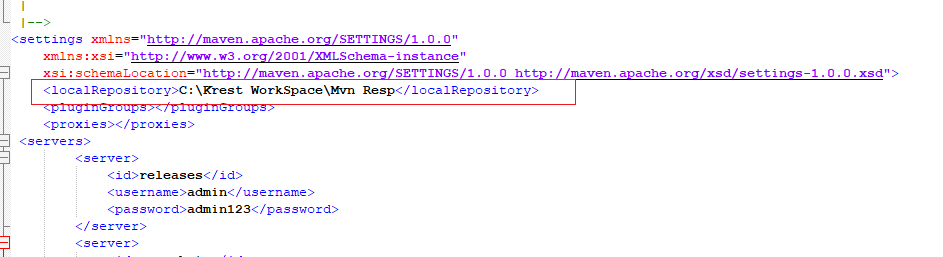 |
|-->
<settings xmlns="http://maven.apache.org/SETTINGS/1.0.0"
xmlns:xsi="http://www.w3.org/2001/XMLSchema-instance"
xsi:schemaLocation="http://maven.apache.org/SETTINGS/1.0.0 http://maven.apache.org/xsd/settings-1.0.0.xsd">
<localRepository>C:\Krest WorkSpace\Mvn Resp</localRepository>
<pluginGroups></pluginGroups>
<proxies></proxies>
<servers>
<server>
<id>releases</id>
<username>admin</username>
<password>admin123</password>
</server>
<server>